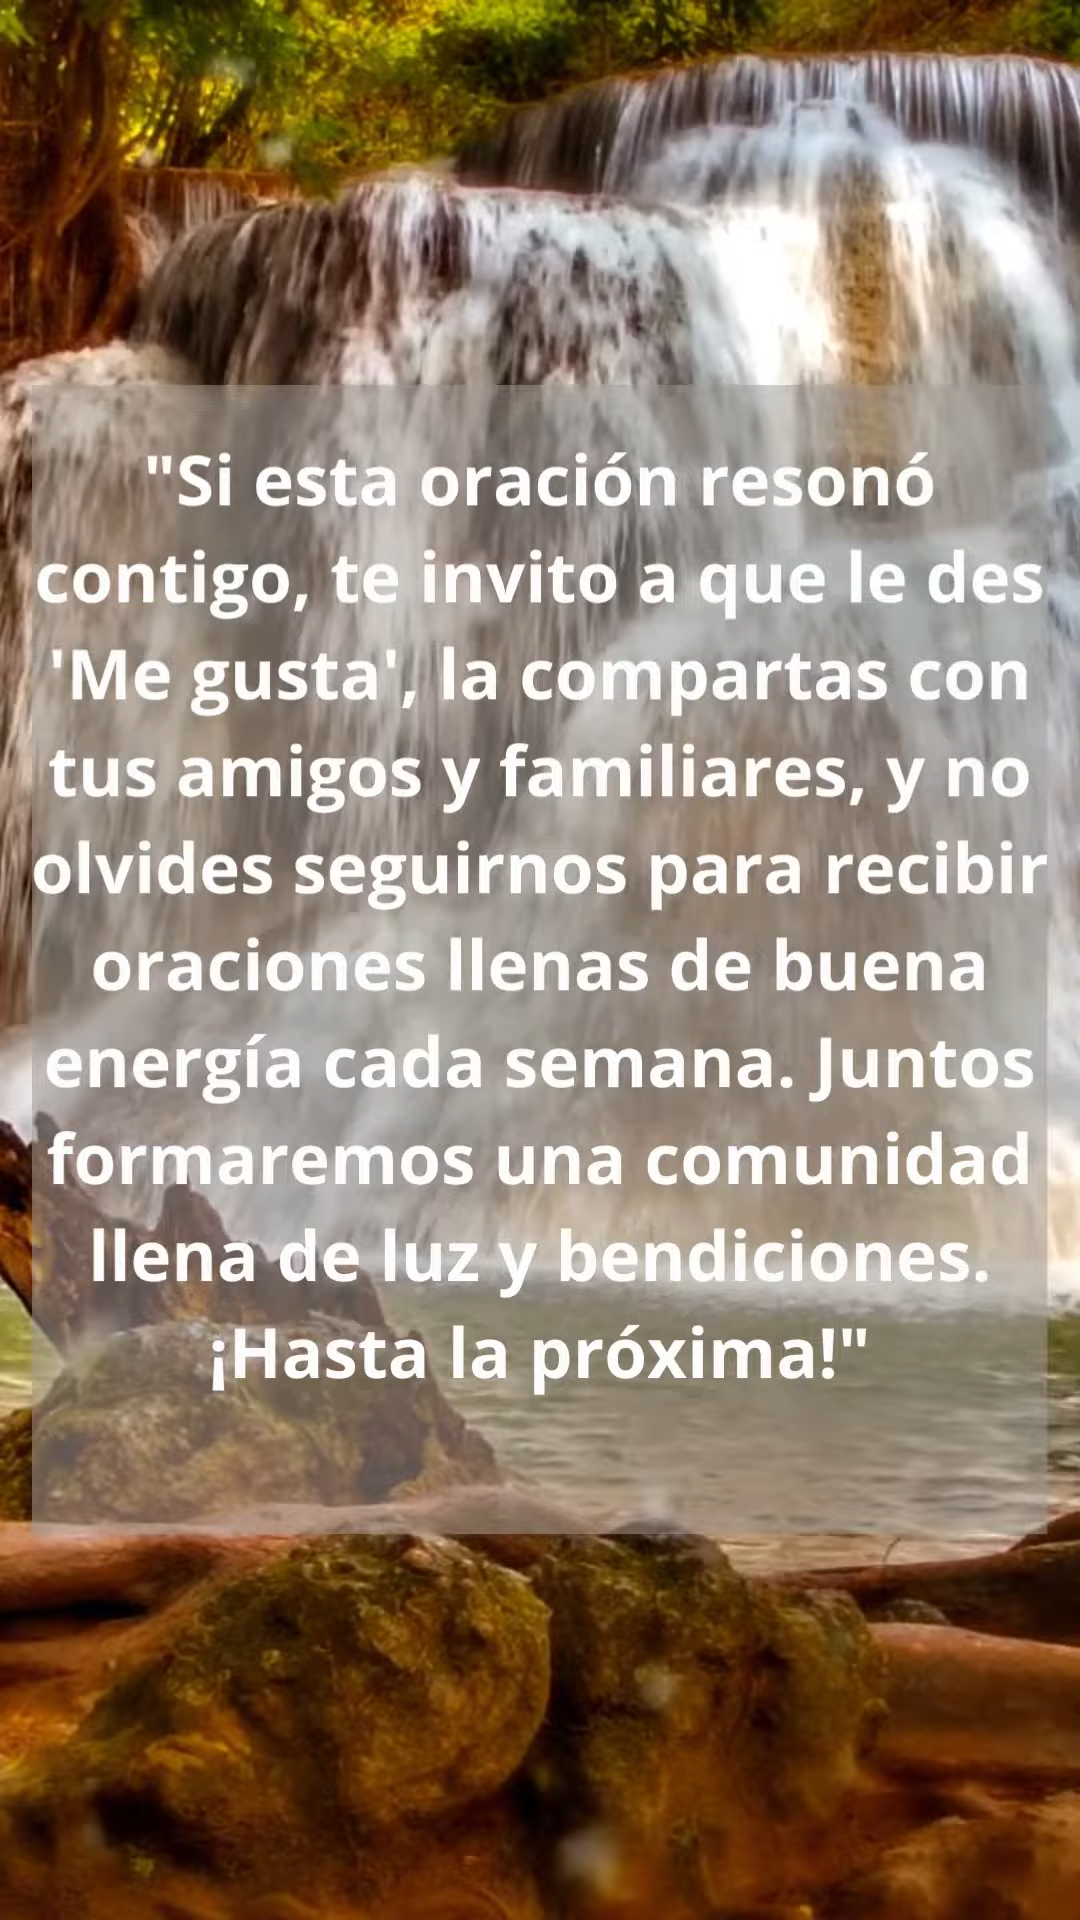 "Si esta oración resonó
contigo, te invito a que le des
'Me gusta', la compartas con
tus amigos y familiares, y no
olvides seguirnos para recibir
oraciones llenas de buena
energía cada semana. Juntos
formaremos una comunidad
llena de luz y bendiciones.
¡Hasta la próxima!"